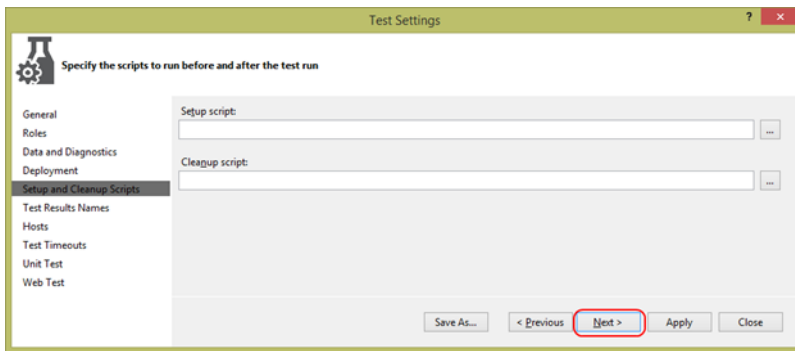 Test Settings
?
Specify the scripts to run before and after the test run
General
Roles
Data and Diagnostics
Deployment
Setup and Cleanup Scripts
Test Results Names
Hosts
Test Timeouts
Unit Test
Web Test
Setup script:
...
Cleanup script:
...
Save As... < Previous Next > Apply Close